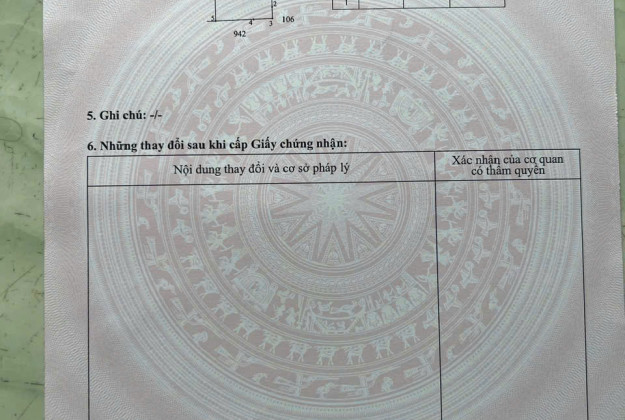 2
5
4
3
106
942
1
5. Ghi chú: -/-
6. Những thay đổi sau khi cấp Giấy chứng nhận:
Nội dung thay đổi và cơ sở pháp lý
Xác nhận của cơ quan
có thẩm quyền